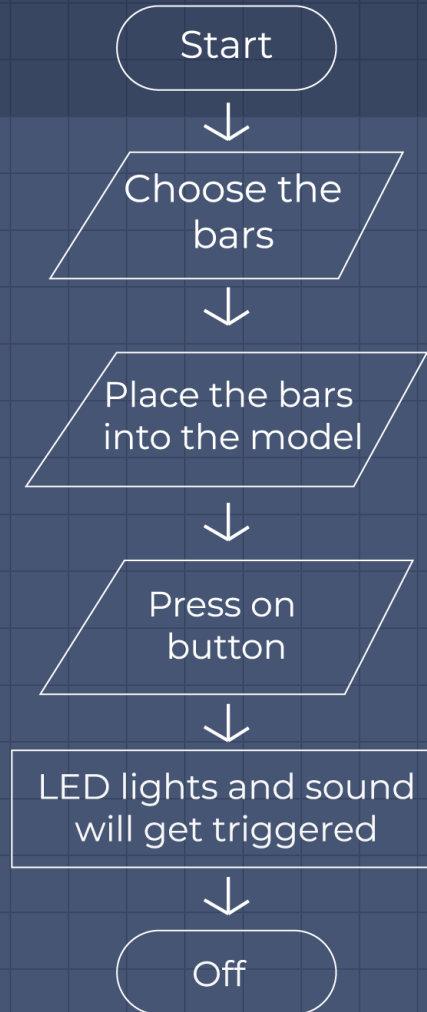 Start
Choose the
bars
Place the bars
into the model
Press on
button
LED lights and sound
will get triggered
Off